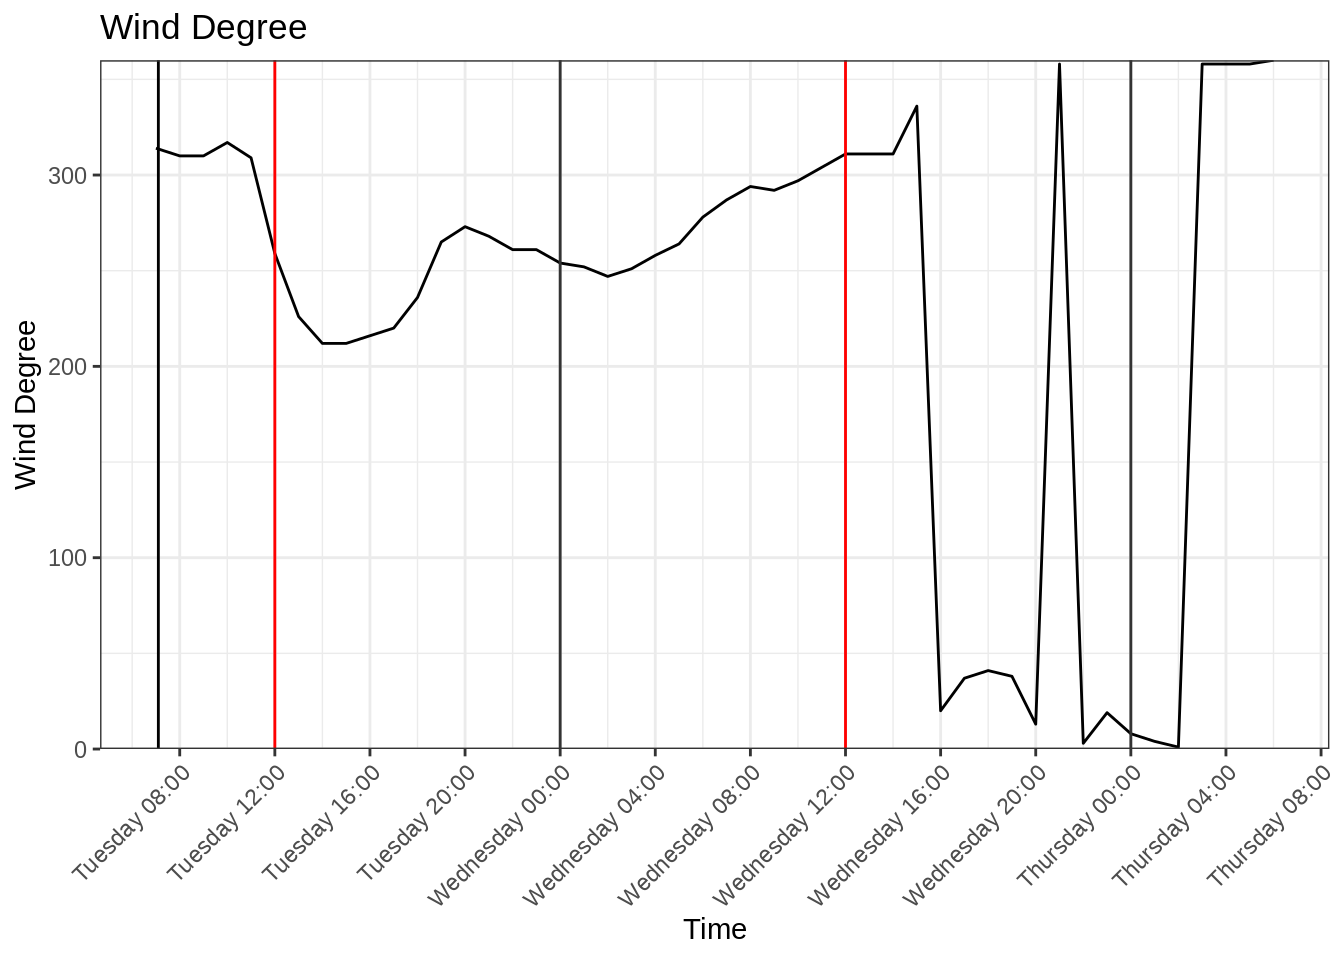 Wind Degree
Wind Degree
300
200
100
0
Tuesday 08:00
Tuesday 12:00
Tuesday 16:00
Tuesday 20:00
Wednesday 00:00
Wednesday 04:00
Wednesday 08:00
Wednesday 12:00
Wednesday 16:00
Wednesday 20:00
Thursday 00:00
Thursday 04:00
Thursday 08:00
Time